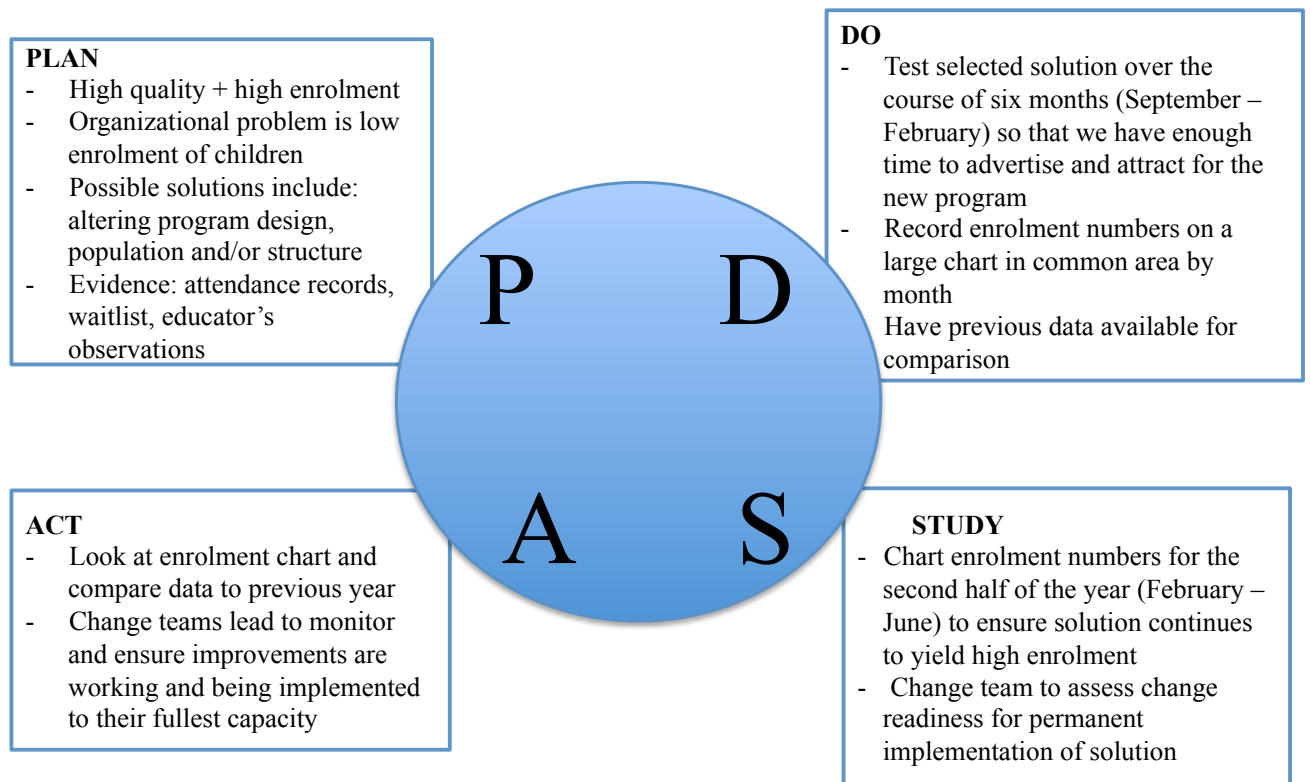 PLAN
- High quality + high enrolment
- Organizational problem is low
enrolment of children
- Possible solutions include:
altering program design,
population and/or structure
- Evidence: attendance records,
waitlist, educator’s
observations
DO
- Test selected solution over the
course of six months (September –
February) so that we have enough
time to advertise and attract for the
new program
- Record enrolment numbers on a
large chart in common area by
month
Have previous data available for
comparison
P
D
A
S
ACT
- Look at enrolment chart and
compare data to previous year
- Change teams lead to monitor
and ensure improvements are
working and being implemented
to their fullest capacity
STUDY
- Chart enrolment numbers for the
second half of the year (February –
June) to ensure solution continues
to yield high enrolment
- Change team to assess change
readiness for permanent
implementation of solution